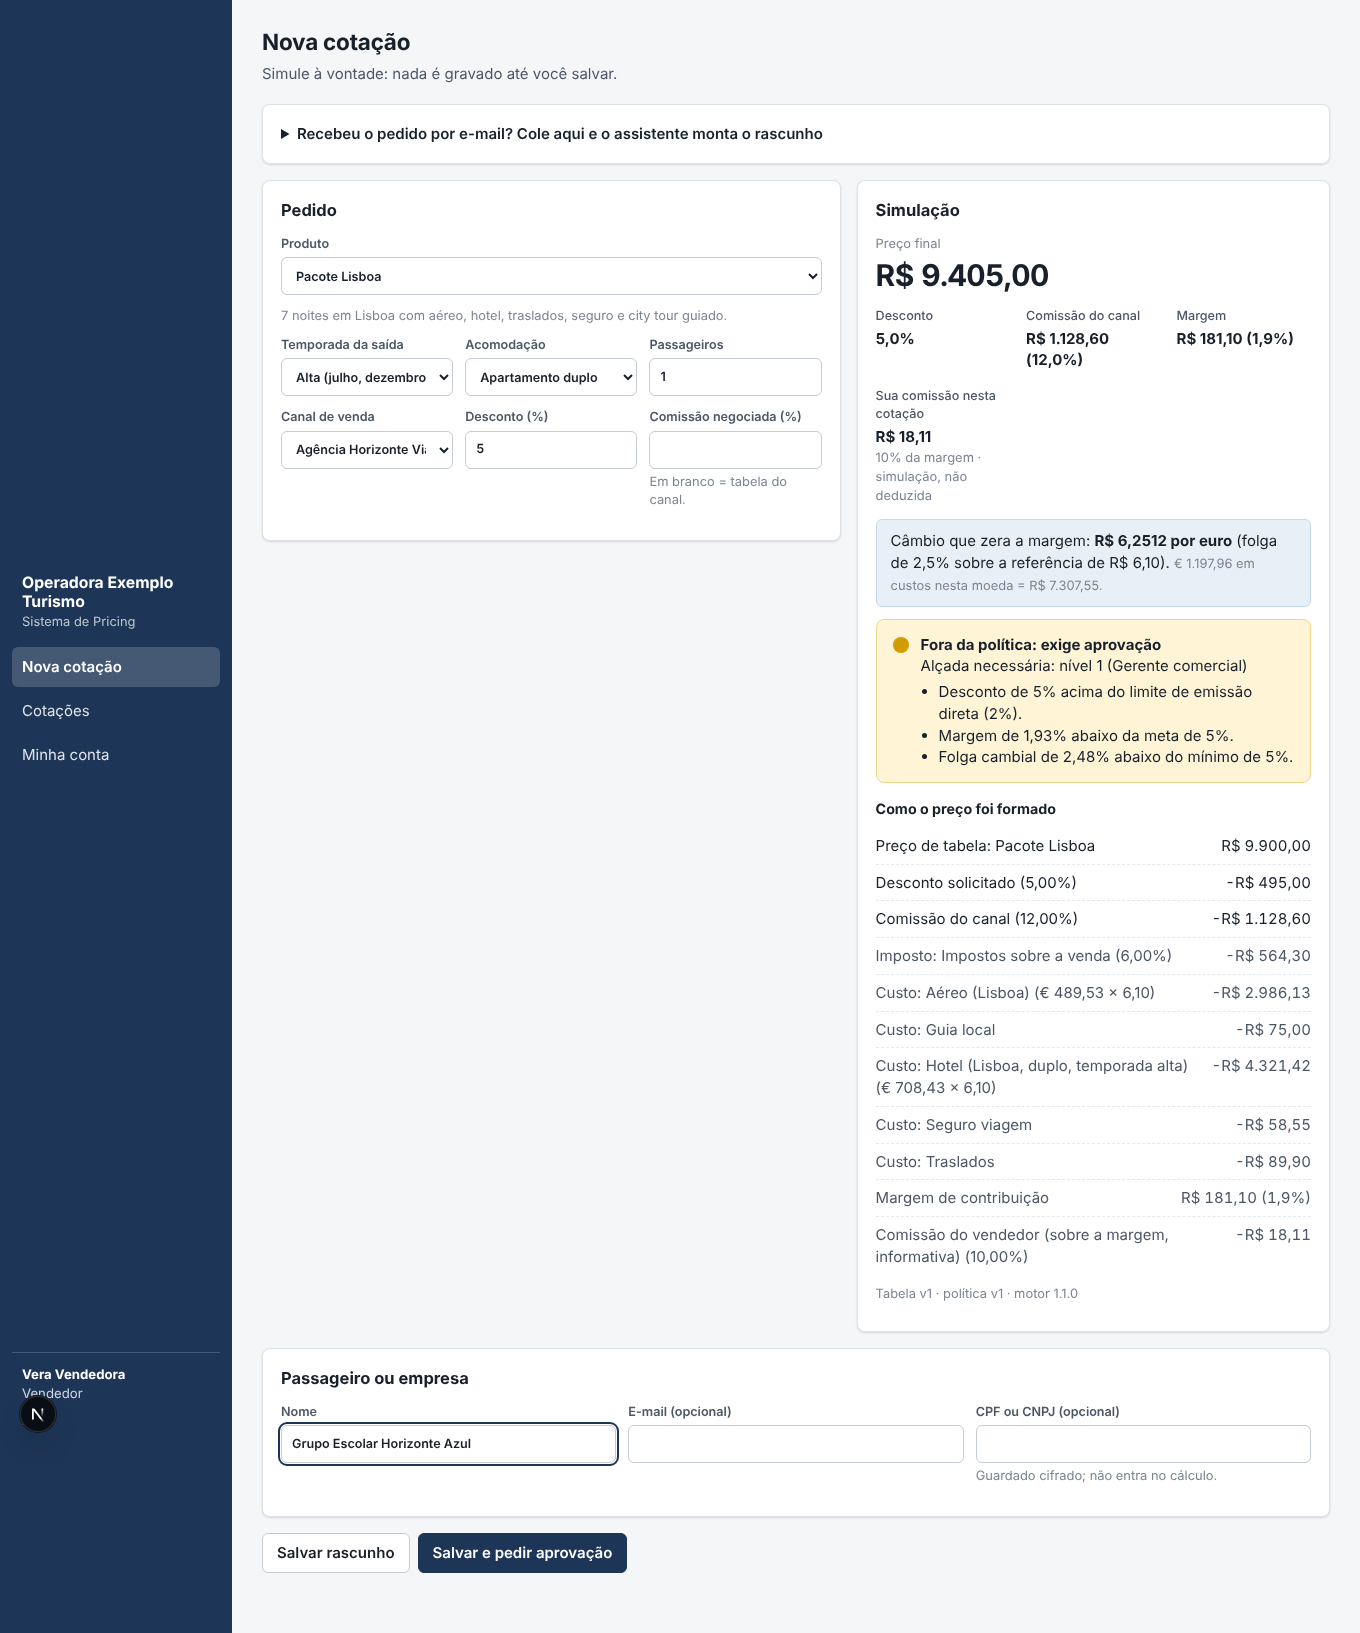 Operadora Exemplo
Turismo
Sistema de Pricing
Nova cotação
Cotações
Minha conta
Vera Vendedora
Vendedor
N
Nova cotação
Simule à vontade: nada é gravado até você salvar.
Recebeu o pedido por e-mail? Cole aqui e o assistente monta o rascunho
Pedido
Produto
Pacote Lisboa
7 noites em Lisboa com aéreo, hotel, traslados, seguro e city tour guiado.
Temporada da saída
Acomodação
Passageiros
Alta (julho, dezembro
Apartamento duplo
1
Canal de venda
Desconto (%)
Comissão negociada (%)
Agência Horizonte Via
5
Em branco = tabela do
canal.
Simulação
Preço final
R$ 9.405,00
Desconto
5,0%
Comissão do canal
R$ 1.128,60
(12,0%)
Margem
R$ 181,10 (1,9%)
Sua comissão nesta
cotação
R$ 18,11
10% da margem ·
simulação, não
deduzida
Câmbio que zera a margem: R$ 6,2512 por euro (folga
de 2,5% sobre a referência de R$ 6,10). € 1.197,96 em
custos nesta moeda = R$ 7.307,55.
Fora da política: exige aprovação
Alçada necessária: nível 1 (Gerente comercial)
• Desconto de 5% acima do limite de emissão
direta (2%).
• Margem de 1,93% abaixo da meta de 5%.
• Folga cambial de 2,48% abaixo do mínimo de 5%.
Como o preço foi formado
Preço de tabela: Pacote Lisboa R$ 9.900,00
Desconto solicitado (5,00%) -R$ 495,00
Comissão do canal (12,00%) -R$ 1.128,60
Imposto: Impostos sobre a venda (6,00%) -R$ 564,30
Custo: Aéreo (Lisboa) (€ 489,53 × 6,10) -R$ 2.986,13
Custo: Guia local -R$ 75,00
Custo: Hotel (Lisboa, duplo, temporada alta) -R$ 4.321,42
(€ 708,43 × 6,10)
Custo: Seguro viagem -R$ 58,55
Custo: Traslados -R$ 89,90
Margem de contribuição R$ 181,10 (1,9%)
Comissão do vendedor (sobre a margem, -R$ 18,11
informativa) (10,00%)
Tabela v1 · política v1 · motor 1.1.0
Passageiro ou empresa
Nome
E-mail (opcional)
CPF ou CNPJ (opcional)
Grupo Escolar Horizonte Azul
Guardado cifrado; não entra no cálculo.
Salvar rascunho
Salvar e pedir aprovação